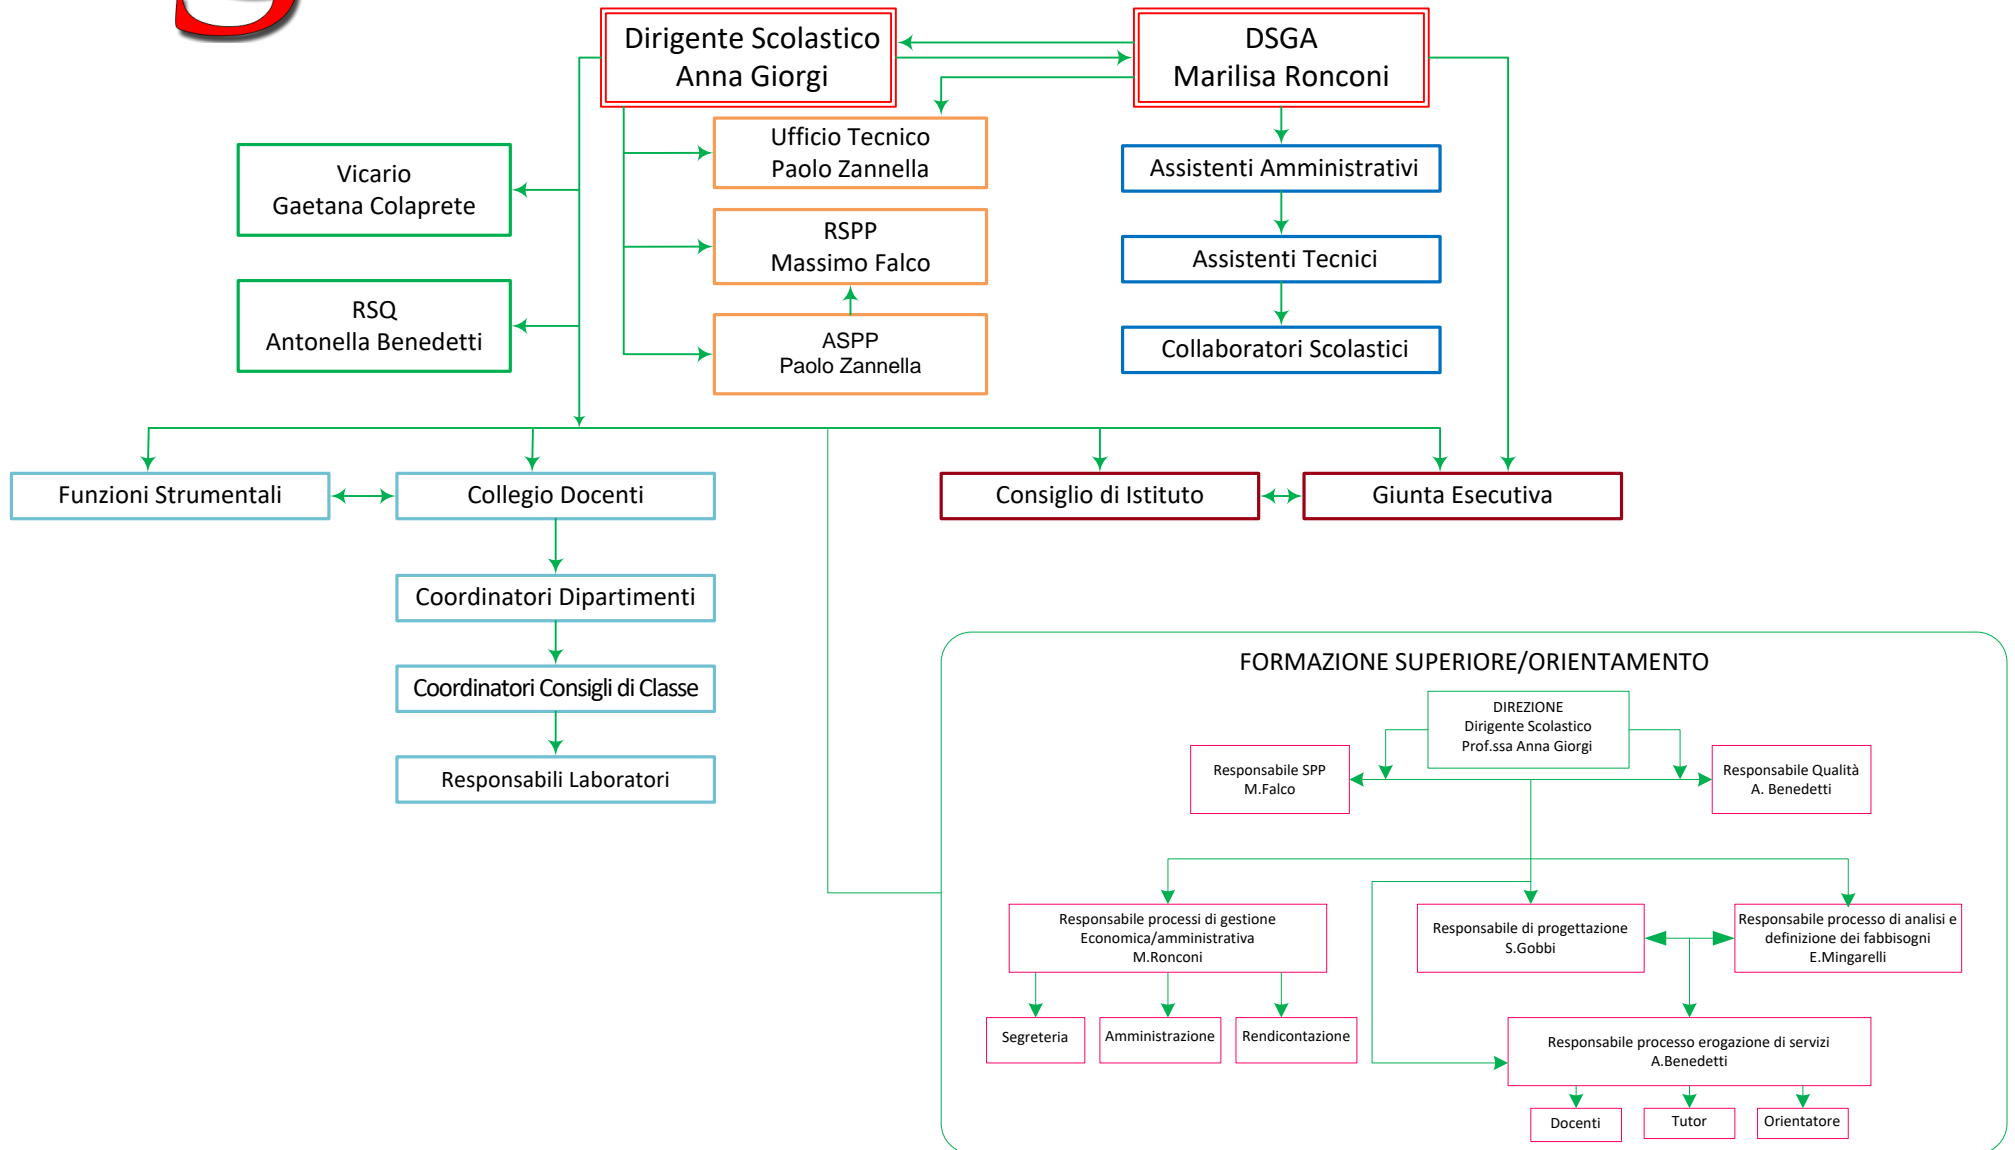 Dirigente Scolastico
Anna Giorgi
DSGA
Marilisa Ronconi
Ufficio Tecnico
Paolo Zannella
Vicario
Gaetana Colaprete
Assistenti Amministrativi
RSPP
Massimo Falco
Assistenti Tecnici
RSQ
Antonella Benedetti
ASPP
Paolo Zannella
Collaboratori Scolastici
Funzioni Strumentali
Collegio Docenti
Consiglio di Istituto
Giunta Esecutiva
Coordinatori Dipartimenti
Coordinatori Consigli di Classe
Responsabili Laboratori
FORMAZIONE SUPERIORE/ORIENTAMENTO
DIREZIONE
Dirigente Scolastico
Prof.ssa Anna Giorgi
Responsabile SPP
M.Falco
Responsabile Qualità
A. Benedetti
Responsabile processi di gestione
Economica/amministrativa
M.Ronconi
Responsabile di progettazione
S.Gobbi
Responsabile processo di analisi e
definizione dei fabbisogni
E.Mingarelli
Segreteria
Amministrazione
Rendicontazione
Responsabile processo erogazione di servizi
A.Benedetti
Docenti
Tutor
Orientatore